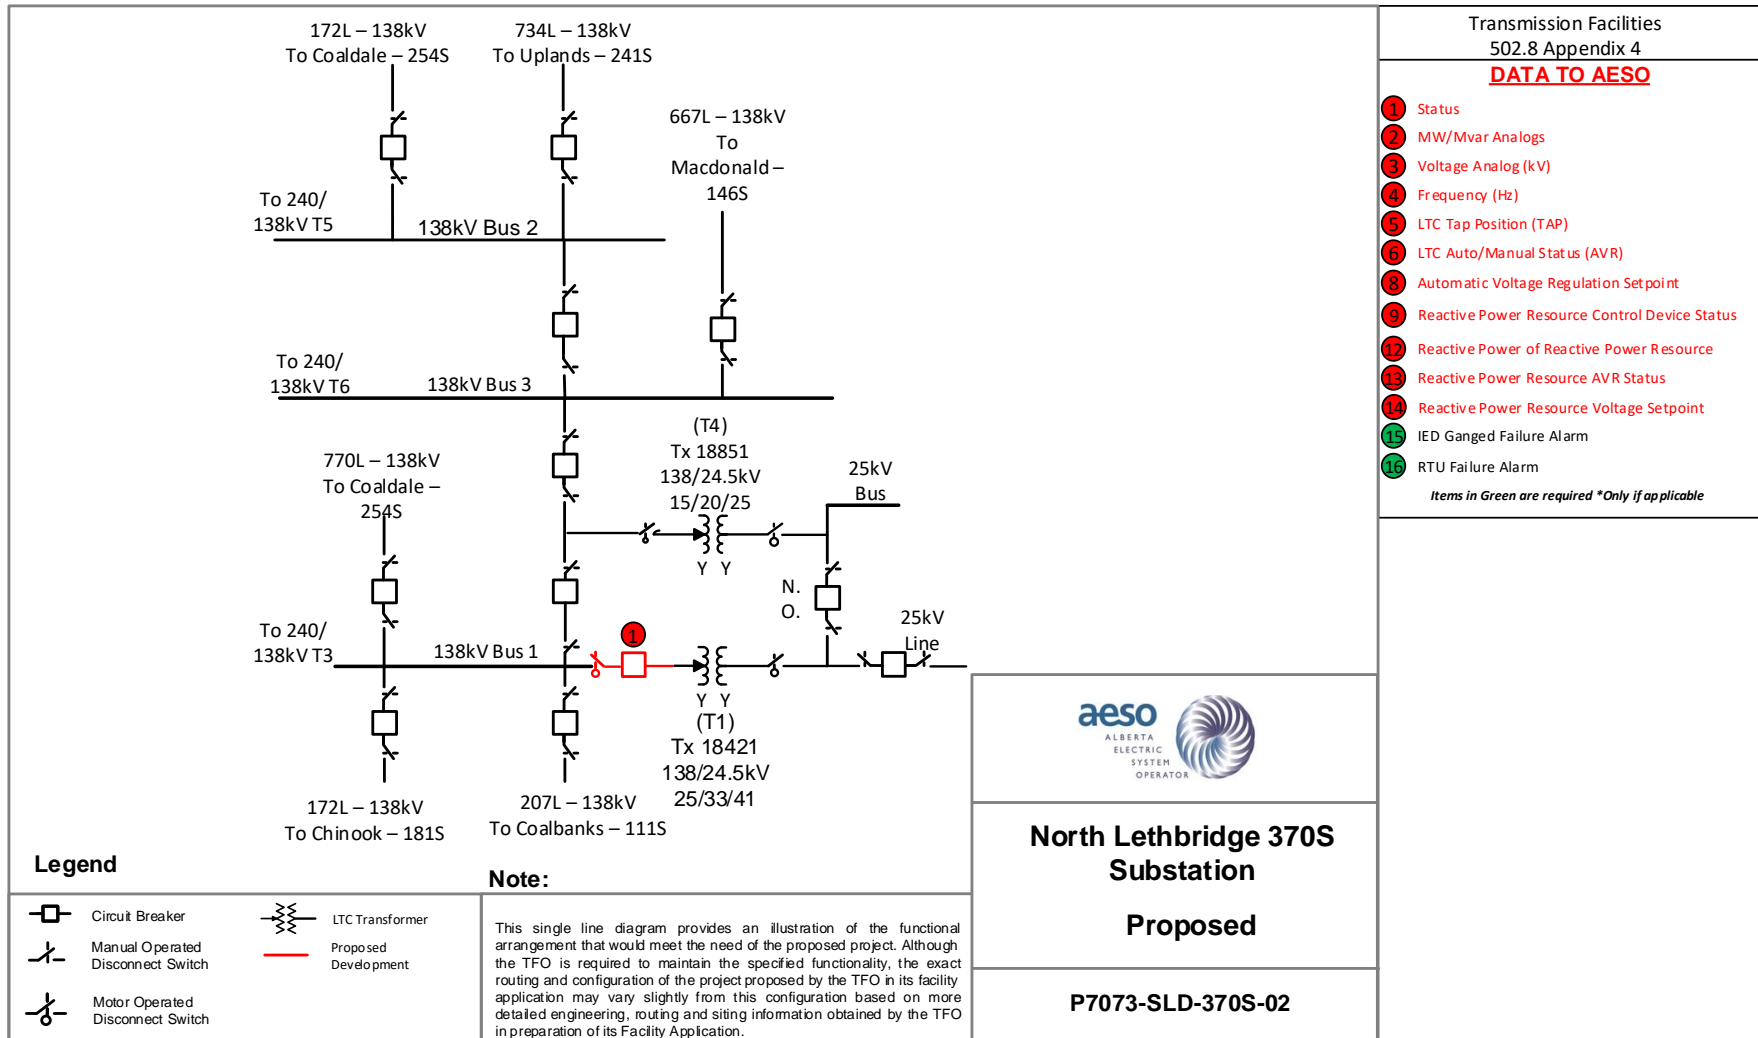 172L – 138kV
To Coaldale – 254S
734L – 138kV
To Uplands – 241S
667L – 138kV
To
Macdonald –
146S
To 240/
138kV T5
138kV Bus 2
To 240/
138kV T6
138kV Bus 3
(T4)
Tx 18851
138/24.5kV
15/20/25
Y Y
25kV
Bus
770L – 138kV
To Coaldale –
254S
N.
O.
25kV
Line
To 240/
138kV T3
138kV Bus 1
1
Y Y
(T1)
Tx 18421
138/24.5kV
25/33/41
172L – 138kV
To Chinook – 181S
207L – 138kV
To Coalbanks – 111S
Transmission Facilities
502.8 Appendix 4
DATA TO AESO
1 Status
2 MW/Mvar Analogs
3 Voltage Analog (kV)
4 Frequency (Hz)
5 LTC Tap Position (TAP)
6 LTC Auto/Manual Status (AVR)
8 Automatic Voltage Regulation Setpoint
9 Reactive Power Resource Control Device Status
12 Reactive Power of Reactive Power Resource
13 Reactive Power Resource AVR Status
14 Reactive Power Resource Voltage Setpoint
15 IED Ganged Failure Alarm
16 RTU Failure Alarm
Items in Green are required *Only if applicable
Legend
Circuit Breaker
Manual Operated
Disconnect Switch
Motor Operated
Disconnect Switch
LTC Transformer
Proposed
Development
Note:
This single line diagram provides an illustration of the functional
arrangement that would meet the need of the proposed project. Although
the TFO is required to maintain the specified functionality, the exact
routing and configuration of the project proposed by the TFO in its facility
application may vary slightly from this configuration based on more
detailed engineering, routing and siting information obtained by the TFO
in preparation of its Facility Application.
aeso
ALBERTA
ELECTRIC
SYSTEM
OPERATOR
North Lethbridge 370S
Substation
Proposed
P7073-SLD-370S-02